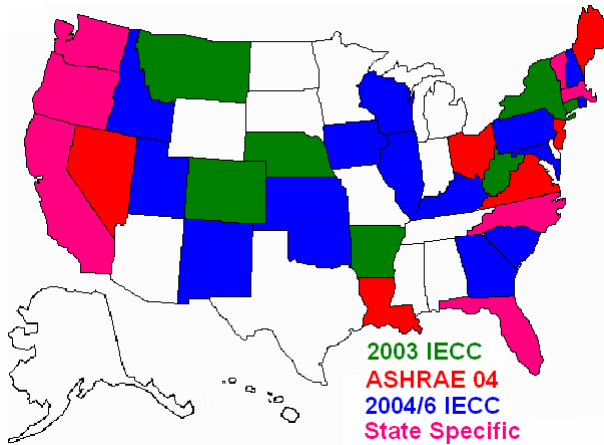 2003 IECC
ASHRAE 04
2004/6 IECC
State Specific